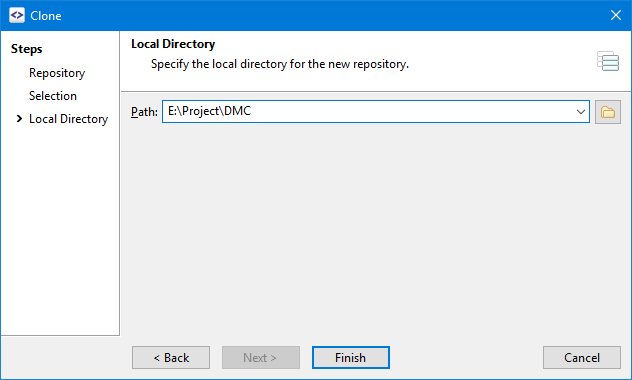 Clone
Steps
Repository
Selection
Local Directory
Local Directory
Specify the local directory for the new repository.
Path: E:\Project\DMC
< Back
Next >
Finish
Cancel